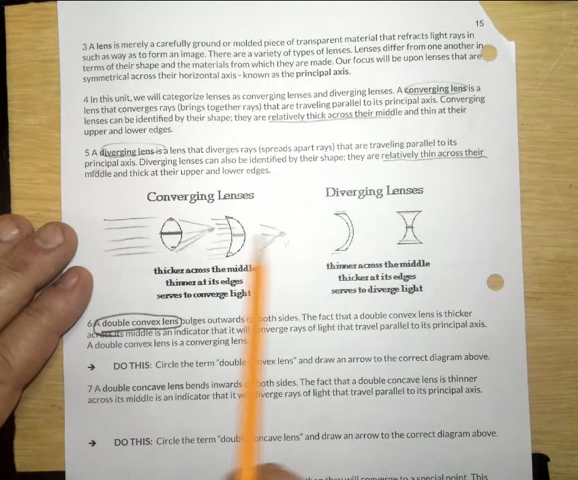 15
3 A lens is merely a carefully ground or molded piece of transparent material that refracts light rays in
such as way as to form an image. There are a variety of types of lenses. Lenses differ from one another in
terms of their shape and the materials from which they are made. Our focus will be upon lenses that are
symmetrical across their horizontal axis - known as the principal axis.
4 In this unit, we will categorize lenses as converging lenses and diverging lenses. A converging lens is a
lens that converges rays (brings together rays) that are traveling parallel to its principal axis. Converging
lenses can be identified by their shape; they are relatively thick across their middle and thin at their
upper and lower edges.
5 A diverging lens is a lens that diverges rays (spreads apart rays) that are traveling parallel to its
principal axis. Diverging lenses can also be identified by their shape; they are relatively thin across their
middle and thick at their upper and lower edges.
Converging Lenses
Diverging Lenses
thicker across the middle
thinner at its edges
serves to converge light
thinner across the middle
thicker at its edges
serves to diverge light
6 A double convex lens bulges outwards both sides. The fact that a double convex lens is thicker
across its middle is an indicator that it will converge rays of light that travel parallel to its principal axis.
A double convex lens is a converging lens.
→ DO THIS: Circle the term "double convex lens" and draw an arrow to the correct diagram above.
7 A double concave lens bends inwards both sides. The fact that a double concave lens is thinner
across its middle is an indicator that it diverge rays of light that travel parallel to its principal axis.
→ DO THIS: Circle the term "double concave lens" and draw an arrow to the correct diagram above.
they will converge to a special point. This